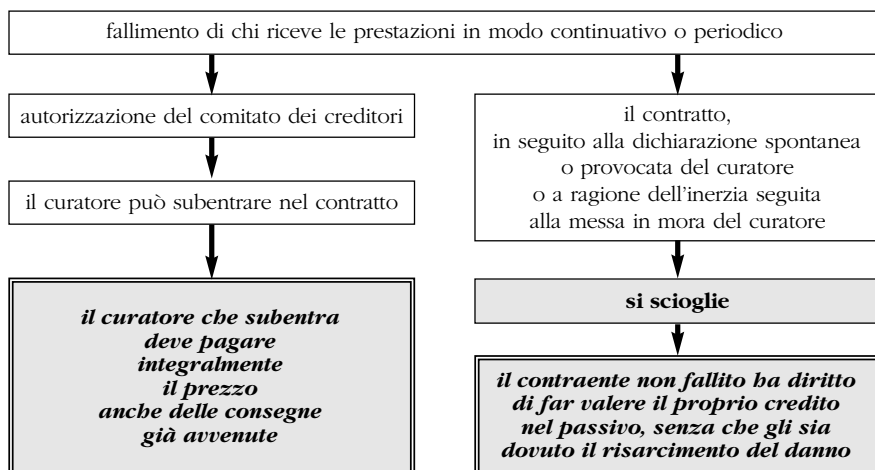 fallimento di chi riceve le prestazioni in modo continuativo o periodico
autorizzazione del comitato dei creditori
il curatore può subentrare nel contratto
il curatore che subentra
deve pagare
integralmente
il prezzo
anche delle consegne
già avvenute
il contratto,
in seguito alla dichiarazione spontanea
o provocata del curatore
o a ragione dell'inerzia seguita
alla messa in mora del curatore
si scioglie
il contraente non fallito ha diritto
di far valere il proprio credito
nel passivo, senza che gli sia
dovuto il risarcimento del danno